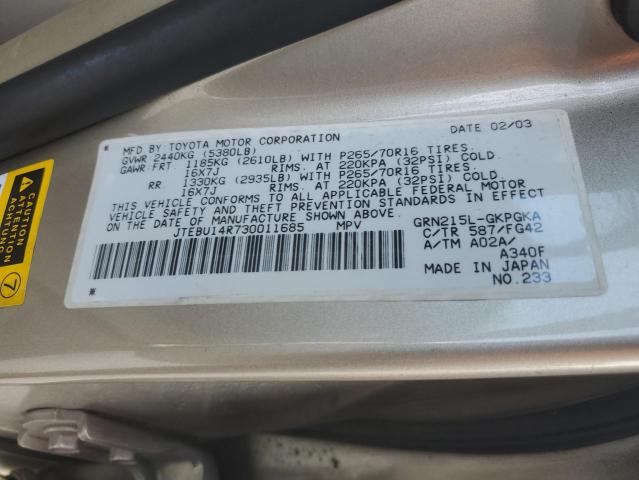 DATE 02/03
MFD BY:TOYOTA MOTOR CORPORATION
GVWR 2440KG (5380LB)
GAWR:FRT. 1185KG (2610LB) WITH P265/70R16 TIRES.
16X7J RIMS. AT 220KPA (32PSI) COLD
RR. 1330KG (2935LB) WITH P265/70R16 TIRES.
16X7J RIMS. AT 220KPA (32PSI) COLD.
THIS VEHICLE CONFORMS TO ALL APPLICABLE FEDERAL MOTOR
VEHICLE SAFETY BUMPER AND THEFT PREVENTION STANDARDS IN EFFECT
ON THE DATE OF MANUFACTURE SHOWN ABOVE.
JTEBU14R730011685 MPV
GRN215L-GKPGKA
C/TR 587/FG42
A/TM A02A/
A340F
MADE IN JAPAN
NO.233
CAUTION
ATTENTION
ACHTUNG
7